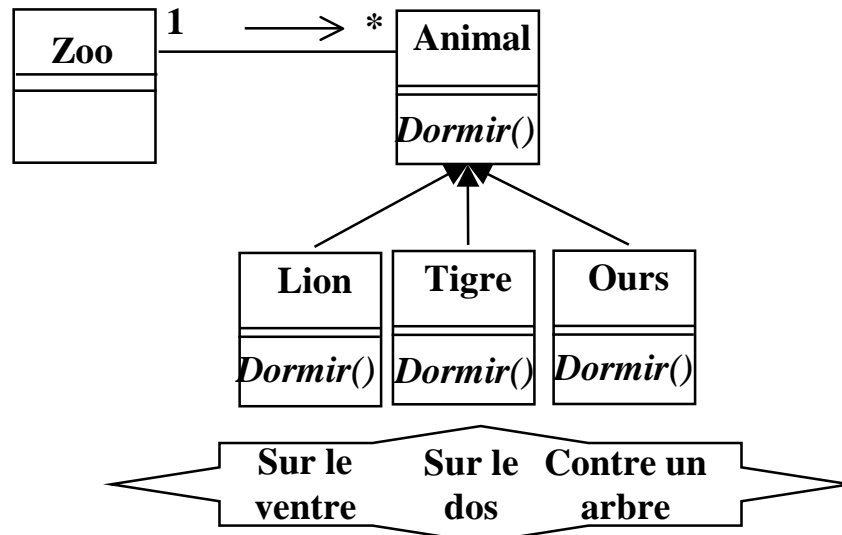 Zoo
1
*
Animal
Dormir()
Lion
Tigre
Ours
Dormir()
Dormir()
Dormir()
Sur le
ventre
Sur le
dos
Contre un
arbre